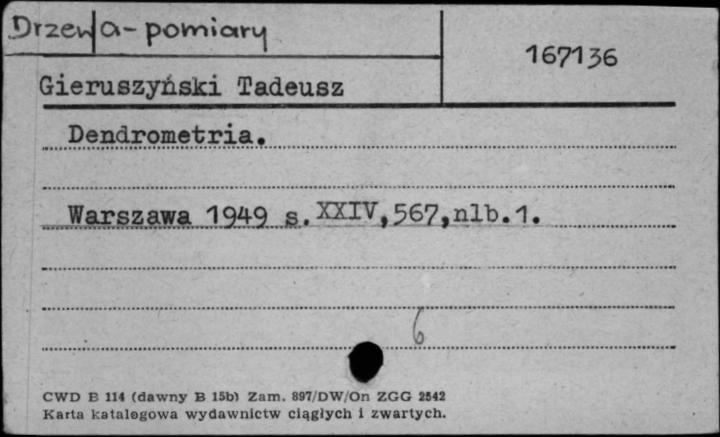 Drzewa - pomiary
167136
Gieruszyński Tadeusz
Dendrometria.
Warszawa 1949 s. XXIV, 567, nlb. 1.
6
CWD B 114 (dawny B 15b) Zam. 897/DW/On ZGG 2542
Karta katalogowa wydawnictw ciągłych i zwartych.